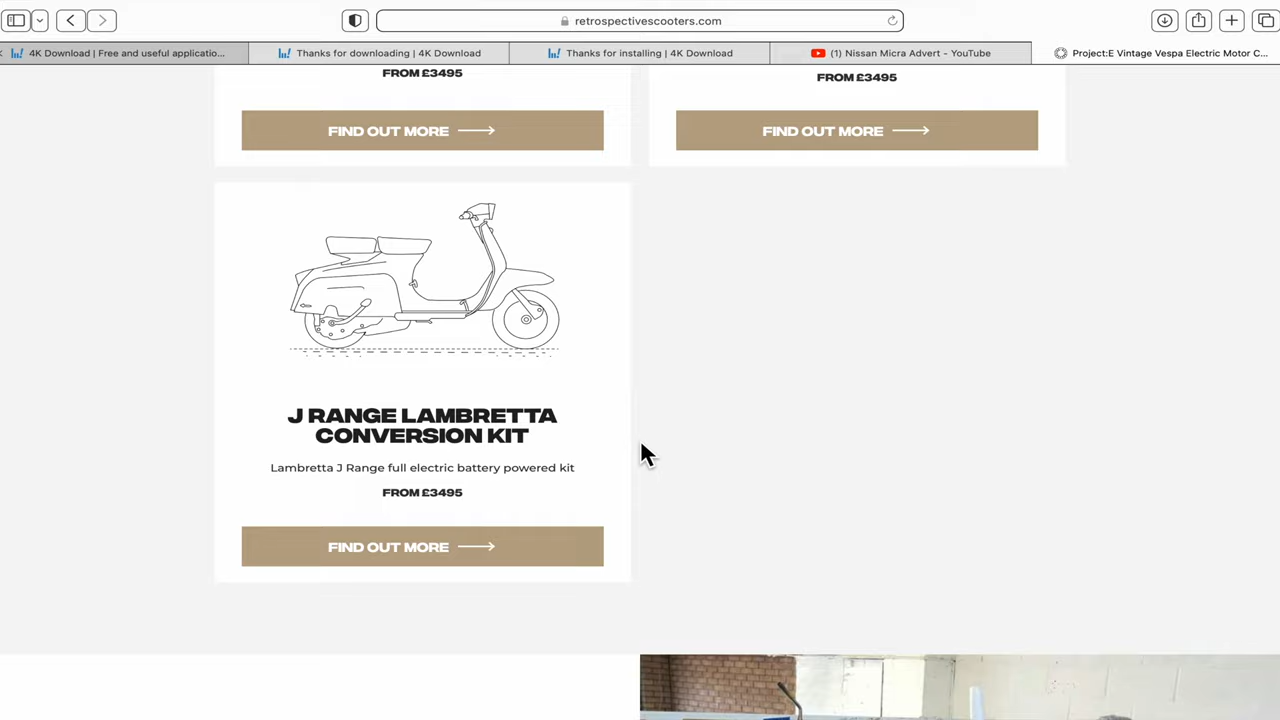 retrospectivescooters.com
4K Download | Free and useful applicatio...
Thanks for downloading | 4K Download
Thanks for installing | 4K Download
(1) Nissan Micra Advert - YouTube
Project:E Vintage Vespa Electric Motor C...
FROM £3495
FROM £3495
FIND OUT MORE
FIND OUT MORE
J RANGE LAMBRETTA
CONVERSION KIT
Lambretta J Range full electric battery powered kit
FROM £3495
FIND OUT MORE